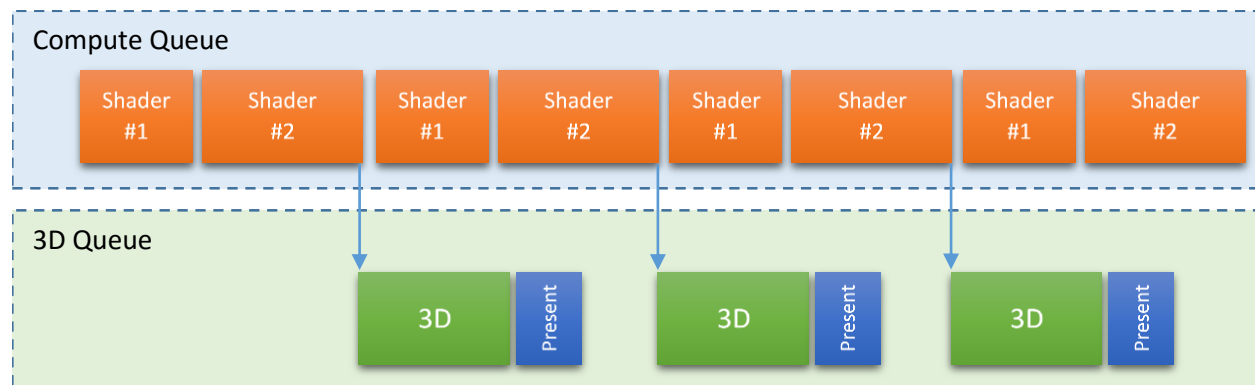 Compute Queue
Shader
#1
Shader
#2
Shader
#1
Shader
#2
Shader
#1
Shader
#2
Shader
#1
Shader
#2
3D Queue
3D
Present
3D
Present
3D
Present